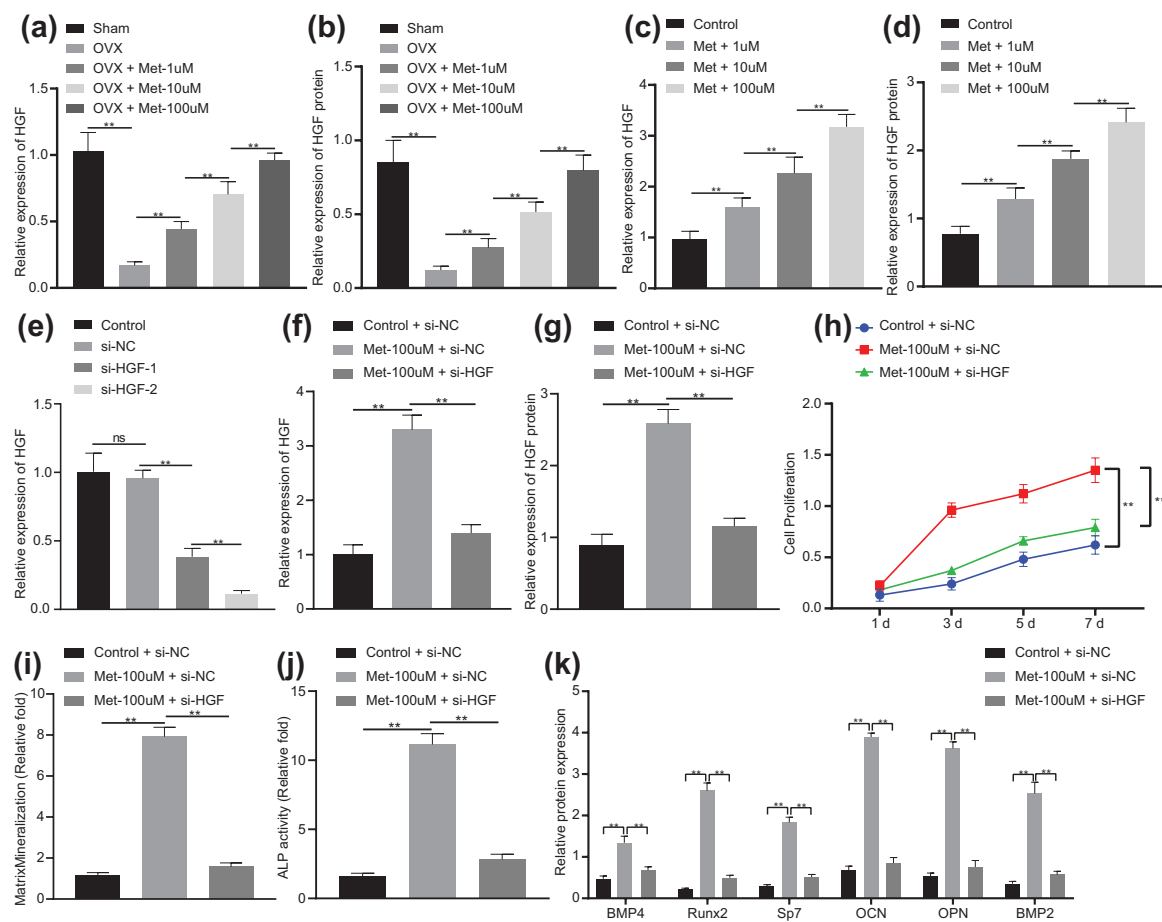 (a)
Sham
OVX
OVX + Met-1uM
OVX + Met-10uM
OVX + Met-100uM
Relative expression of HGF
1.5
1.0
0.5
0.0
**
**
**
**
(b)
Sham
OVX
OVX + Met-1uM
OVX + Met-10uM
OVX + Met-100uM
Relative expression of HGF protein
1.5
1.0
0.5
0.0
**
**
**
**
(c)
Control
Met + 1uM
Met + 10uM
Met + 100uM
Relative expression of HGF
4
3
2
1
0
**
**
**
(d)
Control
Met + 1uM
Met + 10uM
Met + 100uM
Relative expression of HGF protein
3
2
1
0
**
**
**
(e)
Control
si-NC
si-HGF-1
si-HGF-2
Relative expression of HGF
1.5
1.0
0.5
0.0
ns
**
**
(f)
Control + si-NC
Met-100uM + si-NC
Met-100uM + si-HGF
Relative expression of HGF
4
3
2
1
0
**
**
(g)
Control + si-NC
Met-100uM + si-NC
Met-100uM + si-HGF
Relative expression of HGF protein
3
2
1
0
**
**
(h)
Control + si-NC
Met-100uM + si-NC
Met-100uM + si-HGF
Cell Proliferation
2.0
1.5
1.0
0.5
0.0
1 d
3 d
5 d
7 d
**
**
(i)
Control + si-NC
Met-100uM + si-NC
Met-100uM + si-HGF
MatrixMineralization (Relative fold)
10
8
6
4
2
0
**
**
(j)
Control + si-NC
Met-100uM + si-NC
Met-100uM + si-HGF
ALP activity (Relative fold)
15
10
5
0
**
**
(k)
Control + si-NC
Met-100uM + si-NC
Met-100uM + si-HGF
Relative protein expression
5
4
3
2
1
0
** **
** **
** **
** **
** **
** **
BMP4
Runx2
Sp7
OCN
OPN
BMP2